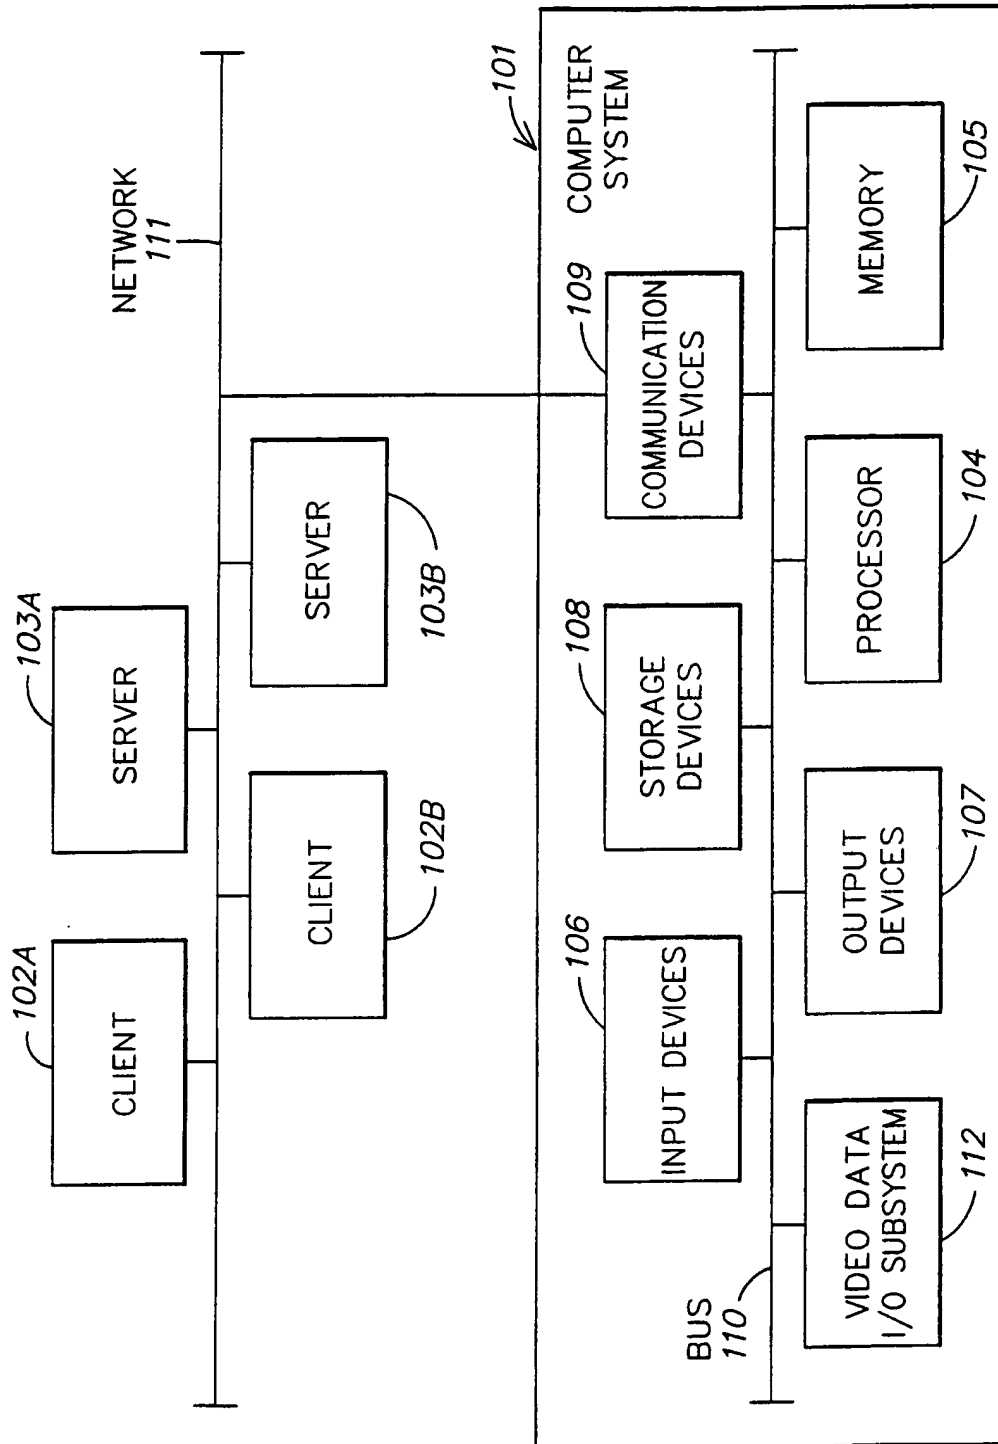 102A
CLIENT
103A
SERVER
NETWORK
111
CLIENT
102B
SERVER
103B
101
COMPUTER
SYSTEM
106
INPUT DEVICES
108
STORAGE
DEVICES
109
COMMUNICATION
DEVICES
BUS
110
VIDEO DATA
I/O SUBSYSTEM
112
OUTPUT
DEVICES
107
PROCESSOR
104
MEMORY
105